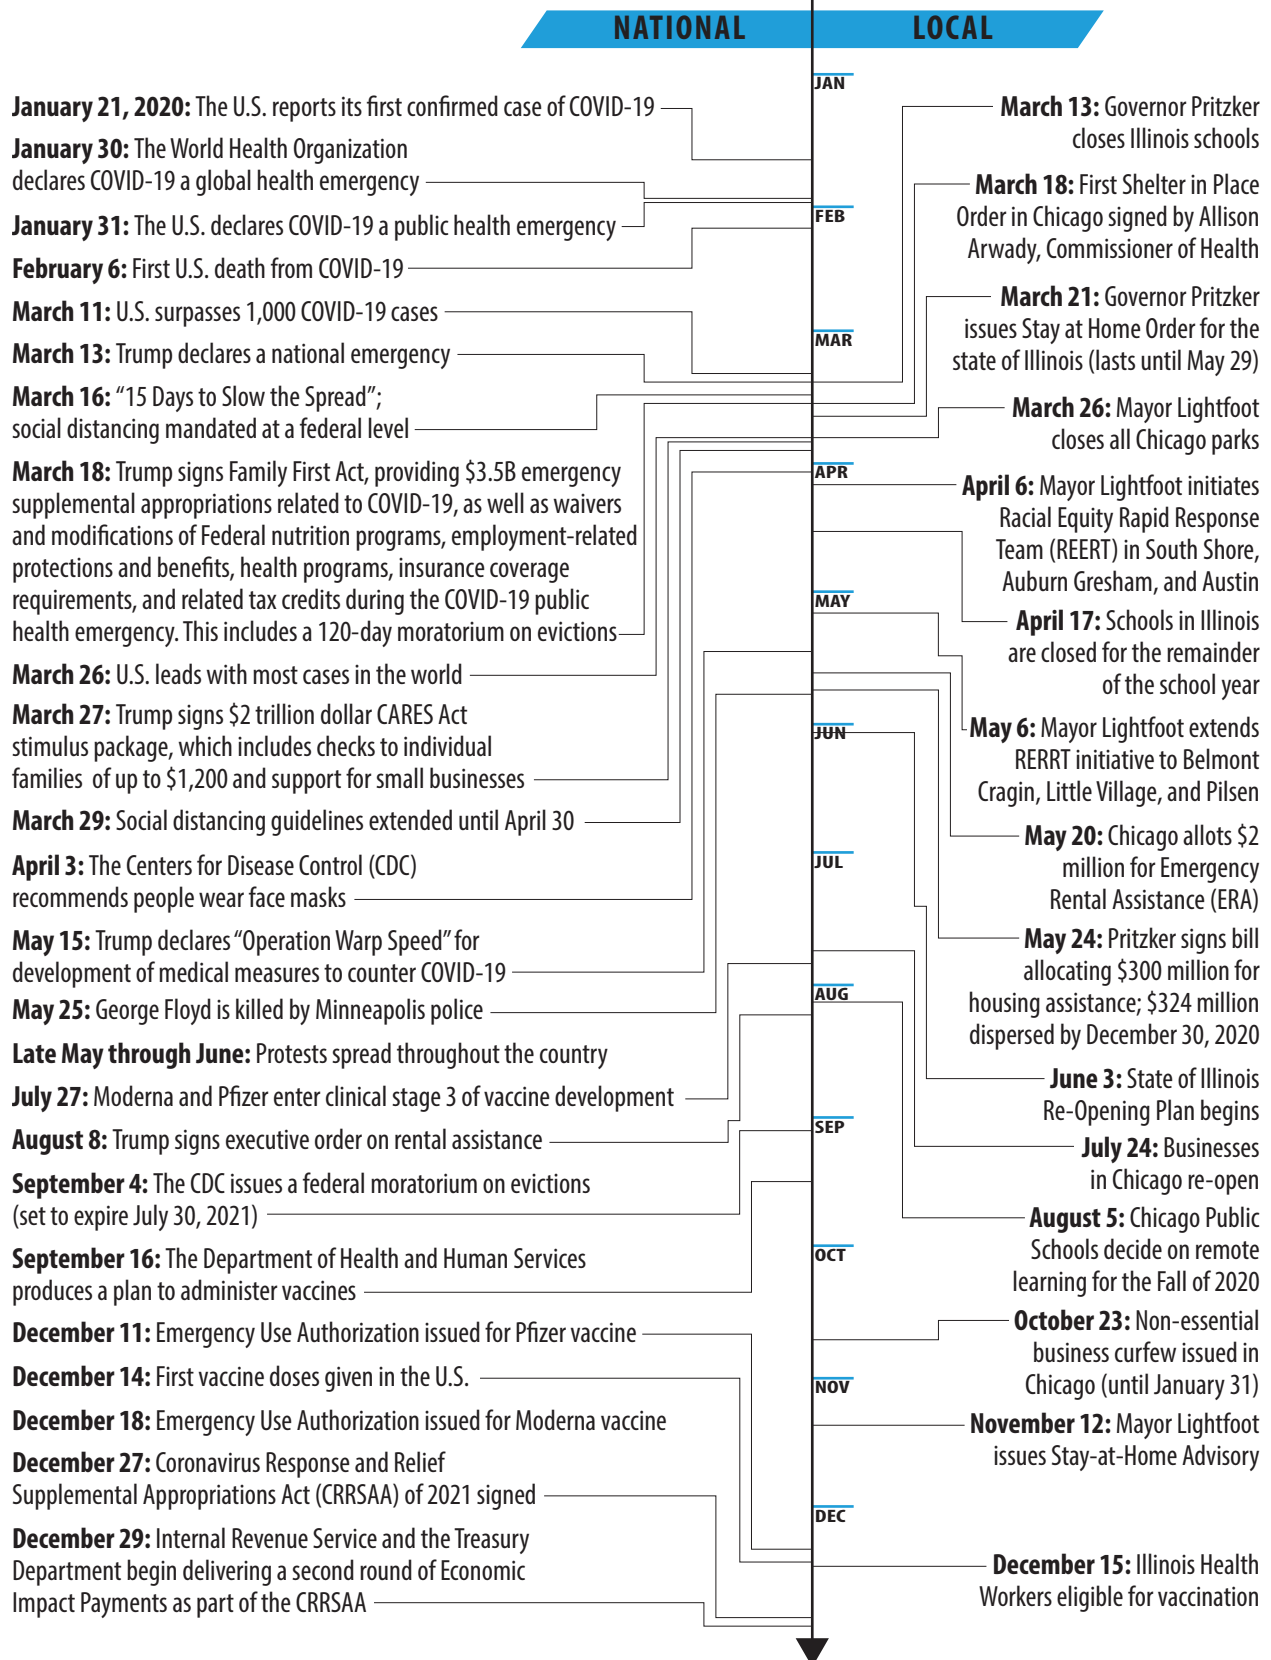 NATIONAL
January 21, 2020: The U.S. reports its first confirmed case of COVID-19
January 30: The World Health Organization
declares COVID-19 a global health emergency
January 31: The U.S. declares COVID-19 a public health emergency
February 6: First U.S. death from COVID-19
March 11: U.S. surpasses 1,000 COVID-19 cases
March 13: Trump declares a national emergency
March 16: “15 Days to Slow the Spread”;
social distancing mandated at a federal level
March 18: Trump signs Family First Act, providing $3.5B emergency
supplemental appropriations related to COVID-19, as well as waivers
and modifications of Federal nutrition programs, employment-related
protections and benefits, health programs, insurance coverage
requirements, and related tax credits during the COVID-19 public
health emergency. This includes a 120-day moratorium on evictions
March 26: U.S. leads with most cases in the world
March 27: Trump signs $2 trillion dollar CARES Act
stimulus package, which includes checks to individual
families of up to $1,200 and support for small businesses
March 29: Social distancing guidelines extended until April 30
April 3: The Centers for Disease Control (CDC)
recommends people wear face masks
May 15: Trump declares “Operation Warp Speed” for
development of medical measures to counter COVID-19
May 25: George Floyd is killed by Minneapolis police
Late May through June: Protests spread throughout the country
July 27: Moderna and Pfizer enter clinical stage 3 of vaccine development
August 8: Trump signs executive order on rental assistance
September 4: The CDC issues a federal moratorium on evictions
(set to expire July 30, 2021)
September 16: The Department of Health and Human Services
produces a plan to administer vaccines
December 11: Emergency Use Authorization issued for Pfizer vaccine
December 14: First vaccine doses given in the U.S.
December 18: Emergency Use Authorization issued for Moderna vaccine
December 27: Coronavirus Response and Relief
Supplemental Appropriations Act (CRRSAA) of 2021 signed
December 29: Internal Revenue Service and the Treasury
Department begin delivering a second round of Economic
Impact Payments as part of the CRRSAA
JAN
FEB
MAR
APR
MAY
JUN
JUL
AUG
SEP
OCT
NOV
DEC
LOCAL
March 13: Governor Pritzker
closes Illinois schools
March 18: First Shelter in Place
Order in Chicago signed by Allison
Arwady, Commissioner of Health
March 21: Governor Pritzker
issues Stay at Home Order for the
state of Illinois (lasts until May 29)
March 26: Mayor Lightfoot
closes all Chicago parks
April 6: Mayor Lightfoot initiates
Racial Equity Rapid Response
Team (REERT) in South Shore,
Auburn Gresham, and Austin
April 17: Schools in Illinois
are closed for the remainder
of the school year
May 6: Mayor Lightfoot extends
RERRT initiative to Belmont
Cragin, Little Village, and Pilsen
May 20: Chicago allots $2
million for Emergency
Rental Assistance (ERA)
May 24: Pritzker signs bill
allocating $300 million for
housing assistance; $324 million
dispersed by December 30, 2020
June 3: State of Illinois
Re-Opening Plan begins
July 24: Businesses
in Chicago re-open
August 5: Chicago Public
Schools decide on remote
learning for the Fall of 2020
October 23: Non-essential
business curfew issued in
Chicago (until January 31)
November 12: Mayor Lightfoot
issues Stay-at-Home Advisory
December 15: Illinois Health
Workers eligible for vaccination